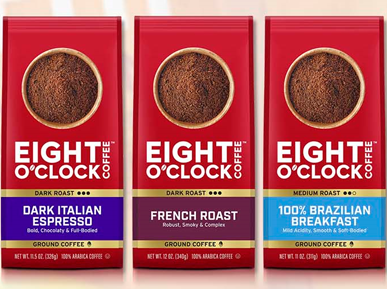 EIGHT
O'CLOCK
COFFEE
DARK ROAST
DARK ITALIAN
ESPRESSO
Bold, Chocolaty & Full-Bodied
GROUND COFFEE
NET WT. 11.5 OZ. (326g) 100% ARABICA COFFEE
EIGHT
O'CLOCK
COFFEE
DARK ROAST
FRENCH ROAST
Robust, Smoky & Complex
GROUND COFFEE
NET WT. 12 OZ. (340g) 100% ARABICA COFFEE
EIGHT
O'CLOCK
COFFEE
MEDIUM ROAST
100% BRAZILIAN
BREAKFAST
Mild Acidity, Smooth & Soft-Bodied
GROUND COFFEE
NET WT. 11 OZ. (311g) 100% ARABICA COFFEE